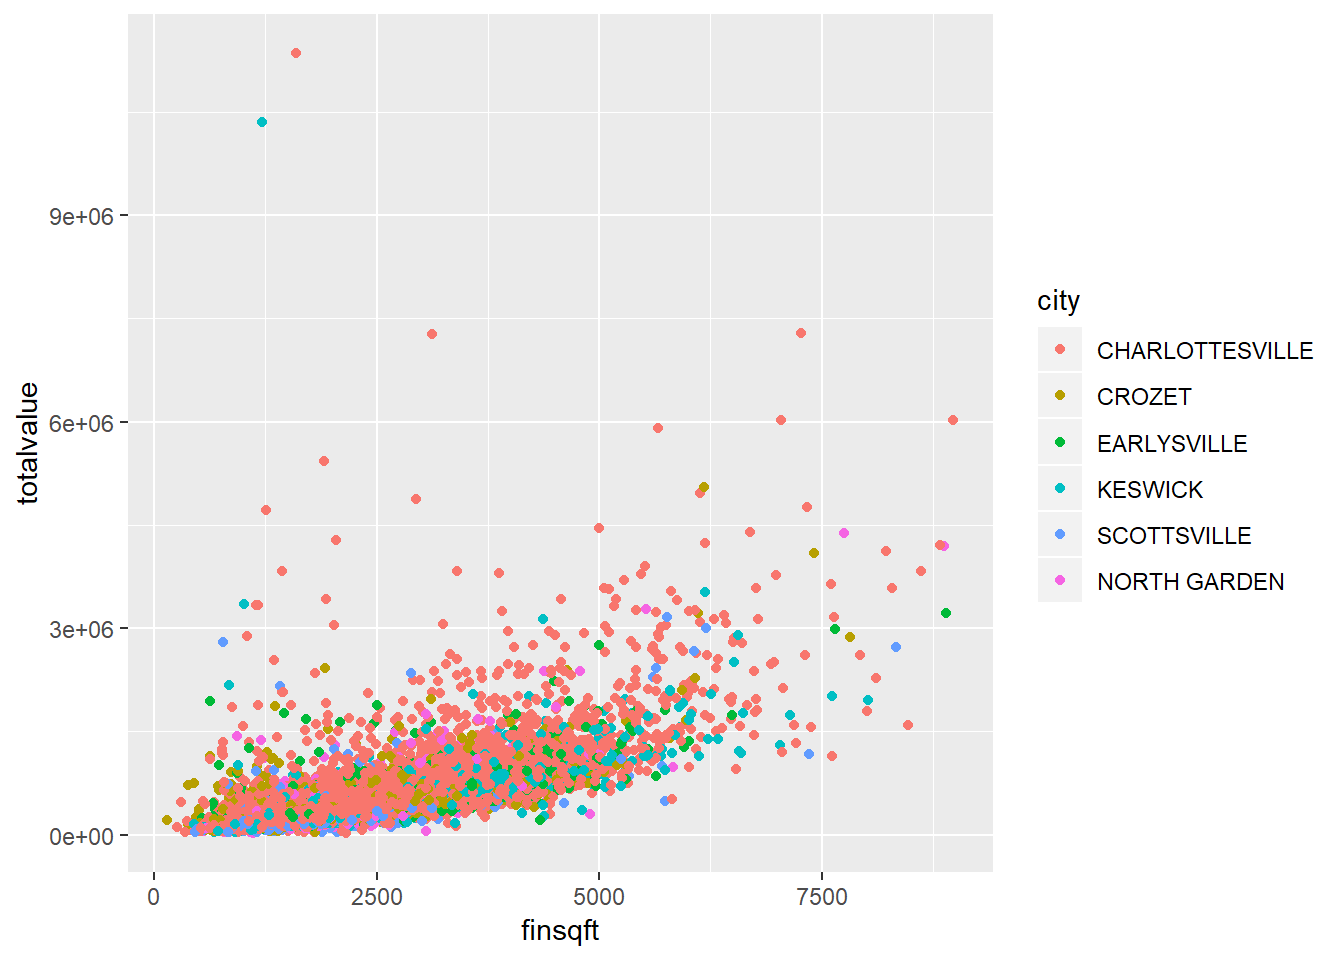 totalvalue
9e+06
6e+06
3e+06
0e+00
0
2500
5000
7500
finsqft
city
CHARLOTTESVILLE
CROZET
EARLYSVILLE
KESWICK
SCOTTSVILLE
NORTH GARDEN